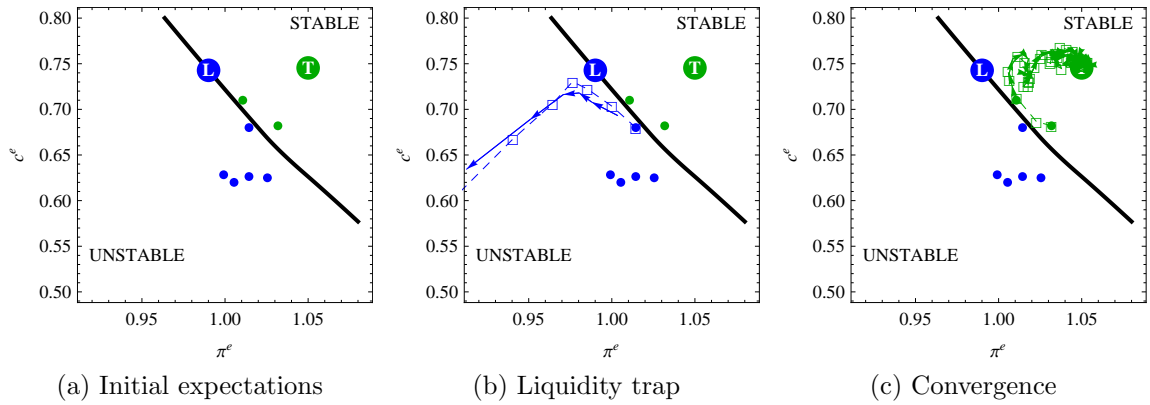 0.80
0.75
0.70
0.65
0.60
0.55
0.50
c^e
STABLE
L
T
UNSTABLE
0.95 1.00 1.05
π^e
(a) Initial expectations
0.80
0.75
0.70
0.65
0.60
0.55
0.50
c^e
STABLE
L
T
UNSTABLE
0.95 1.00 1.05
π^e
(b) Liquidity trap
0.80
0.75
0.70
0.65
0.60
0.55
0.50
c^e
STABLE
L
UNSTABLE
0.95 1.00 1.05
π^e
(c) Convergence